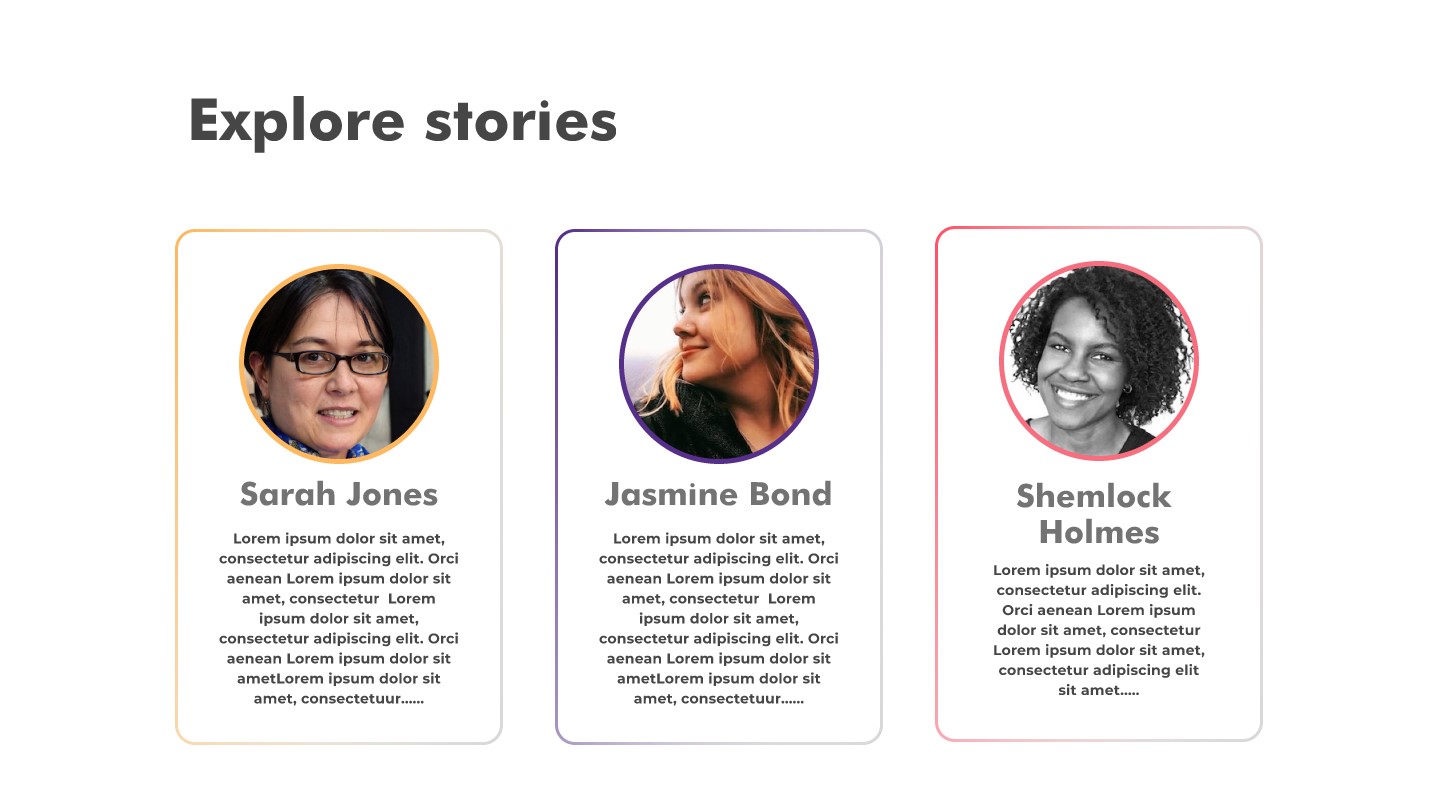 Explore stories
Sarah Jones
Lorem ipsum dolor sit amet,
consectetur adipiscing elit. Orci
aenean Lorem ipsum dolor sit
amet, consectetur  Lorem
ipsum dolor sit amet,
consectetur adipiscing elit. Orci
aenean Lorem ipsum dolor sit
ametLorem ipsum dolor sit
amet, consectetuur......
Jasmine Bond
Lorem ipsum dolor sit amet,
consectetur adipiscing elit. Orci
aenean Lorem ipsum dolor sit
amet, consectetur  Lorem
ipsum dolor sit amet,
consectetur adipiscing elit. Orci
aenean Lorem ipsum dolor sit
ametLorem ipsum dolor sit
amet, consectetuur......
Shemlock
Holmes
Lorem ipsum dolor sit amet,
consectetur adipiscing elit.
Orci aenean Lorem ipsum
dolor sit amet, consectetur
Lorem ipsum dolor sit amet,
consectetur adipiscing elit
sit amet.....